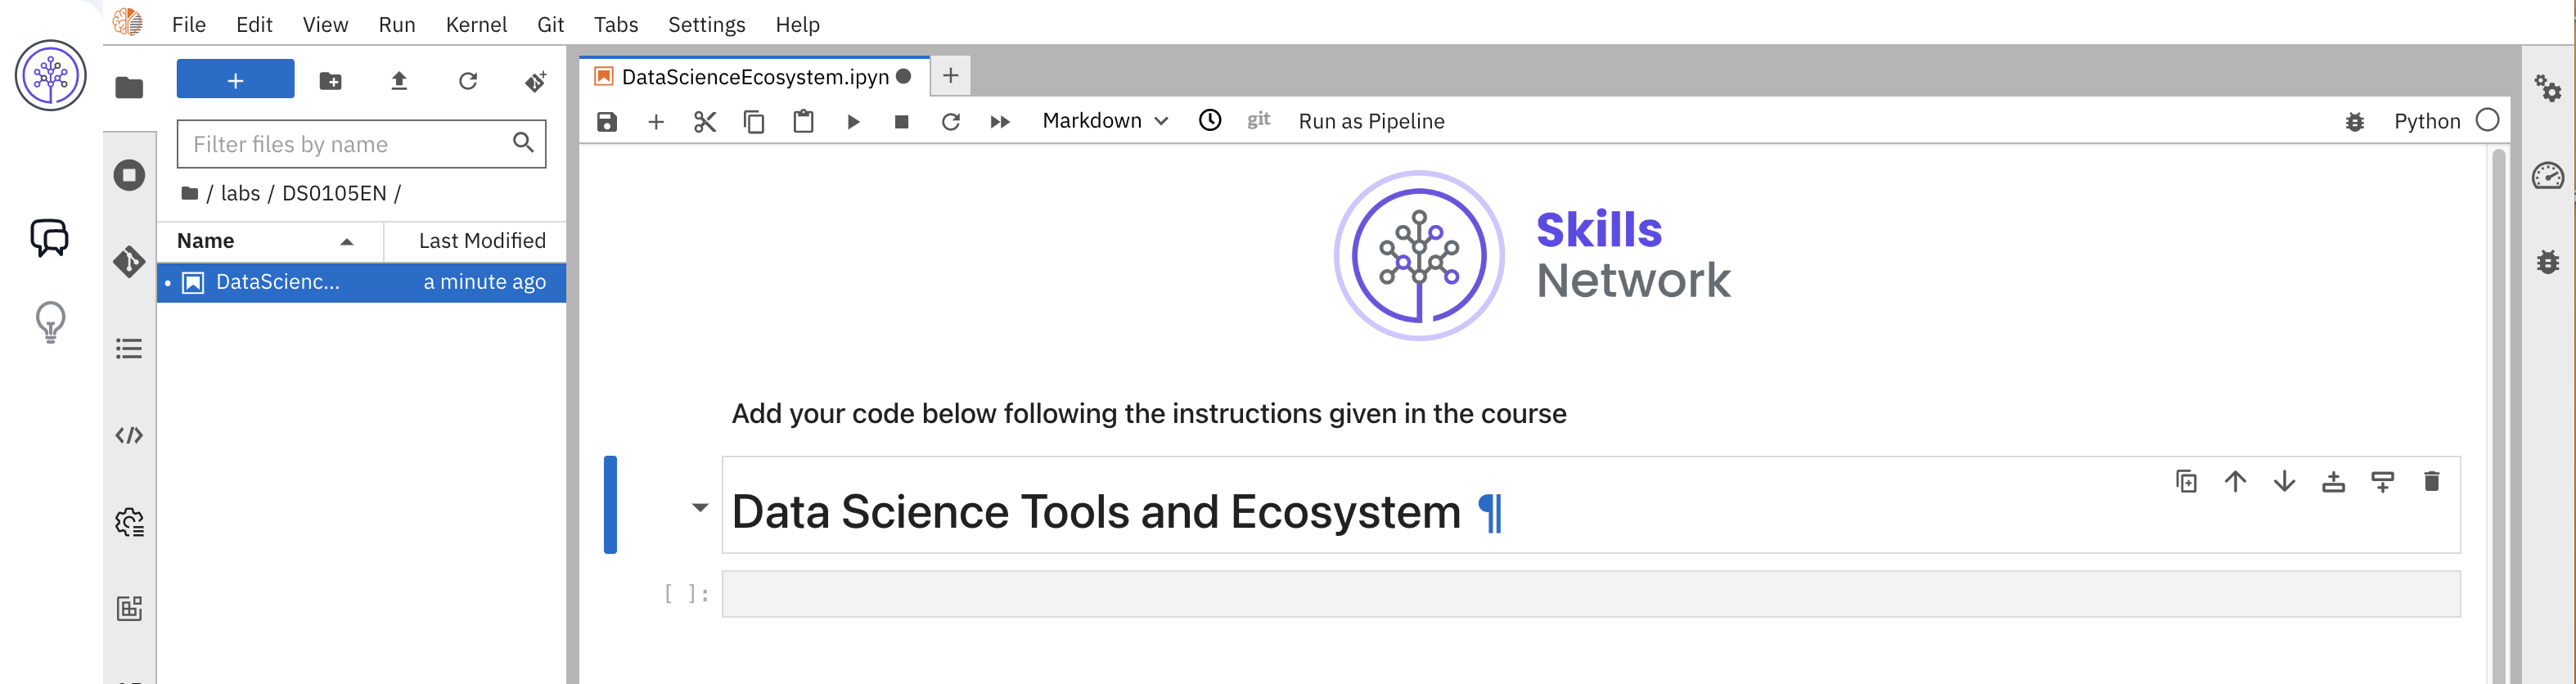 File Edit View Run Kernel Git Tabs Settings Help
Filter files by name
/ labs / DS0105EN /
Name Last Modified
DataScienc... a minute ago
DataScienceEcosystem.ipyn
Markdown git Run as Pipeline Python
Skills
Network
Add your code below following the instructions given in the course
Data Science Tools and Ecosystem ¶
[ ]: